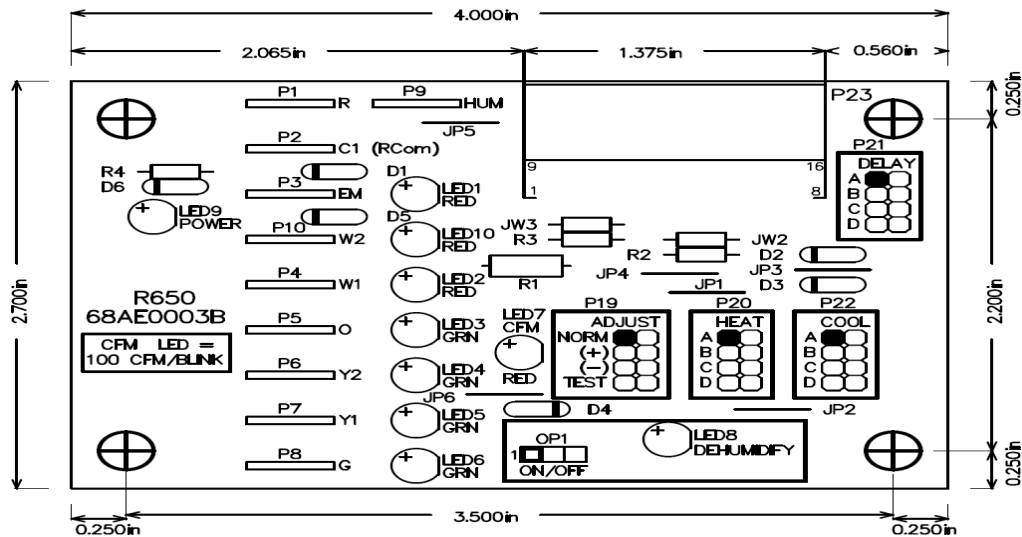 4.000in
2.065in
1.375in
0.560in
0.250in
P1 R
P9 HUM
JP5
P23
P2 C1 (RCom)
P21
DELAY
A
B
C
D
R4
D6
D1
9 16
1 8
P3 EM
LED1
RED
LED9
POWER
D5
P10 W2
LED10
RED
JW3
R3
R2
JW2
D2
JP3
D3
2.700in
2.200in
P4 W1
LED2
RED
R1
JP4
JP1
R650
68AE0003B
CFM LED =
100 CFM/BLINK
P5 O
LED3
GRN
LED7
CFM
RED
P19
ADJUST
NORM
(+)
(-)
TEST
P20
HEAT
A
B
C
D
P22
COOL
A
B
C
D
P6 Y2
LED4
GRN
JP6
D4
JP2
P7 Y1
LED5
GRN
OP1
1
ON/OFF
LED8
DEHUMIDIFY
P8 G
LED6
GRN
0.250in
0.250in
3.500in
0.250in